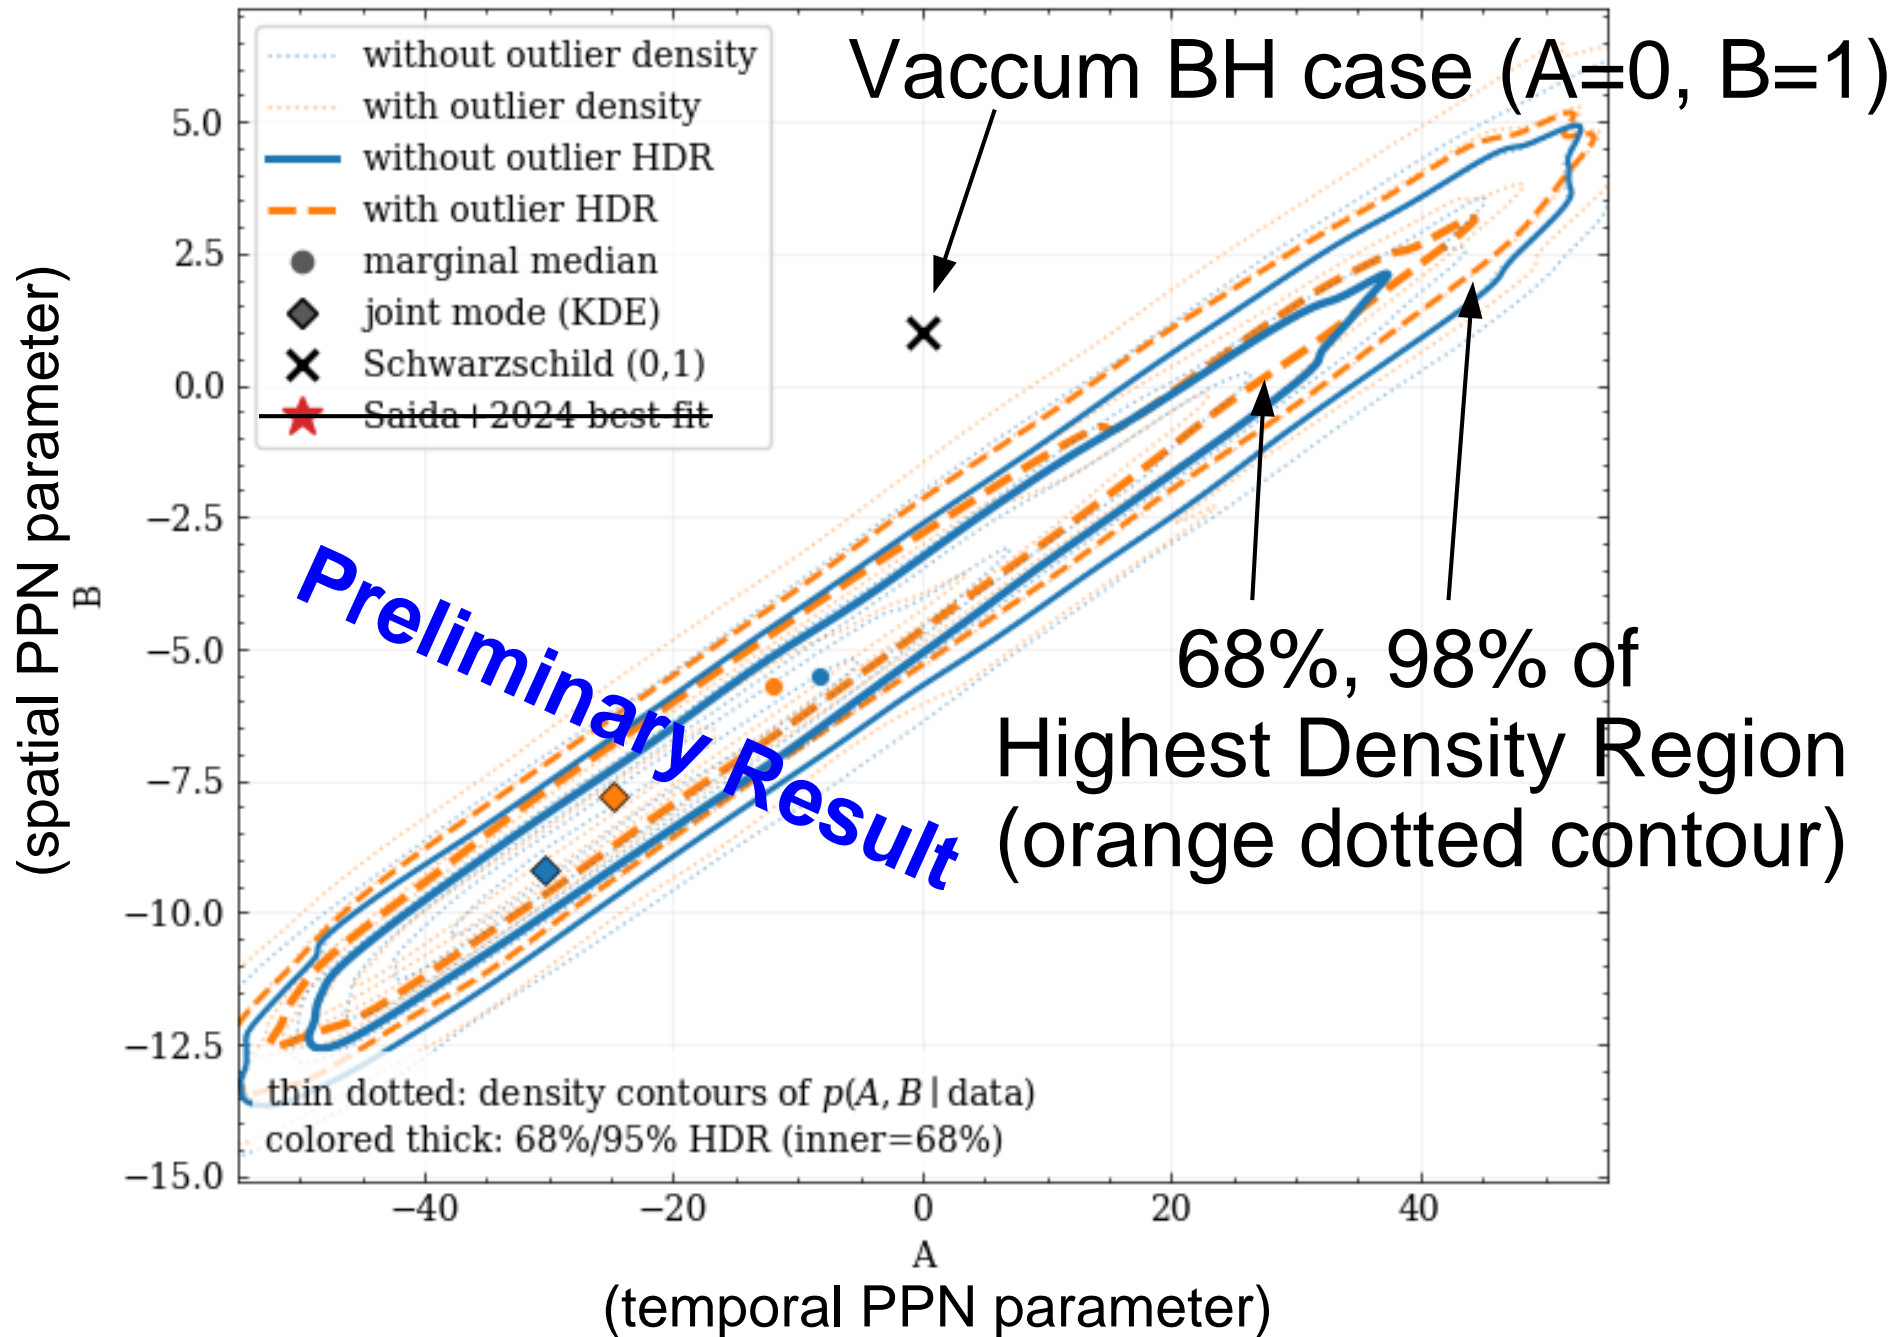 without outlier density
with outlier density
without outlier HDR
with outlier HDR
marginal median
joint mode (KDE)
Schwarzschild (0,1)
Saida+2024 best fit
Vaccum BH case (A=0, B=1)
5.0
2.5
0.0
−2.5
−5.0
−7.5
−10.0
−12.5
−15.0
B
(spatial PPN parameter)
Preliminary Result
68%, 98% of
Highest Density Region
(orange dotted contour)
thin dotted: density contours of p(A, B | data)
colored thick: 68%/95% HDR (inner=68%)
−40 −20 0 20 40
A
(temporal PPN parameter)